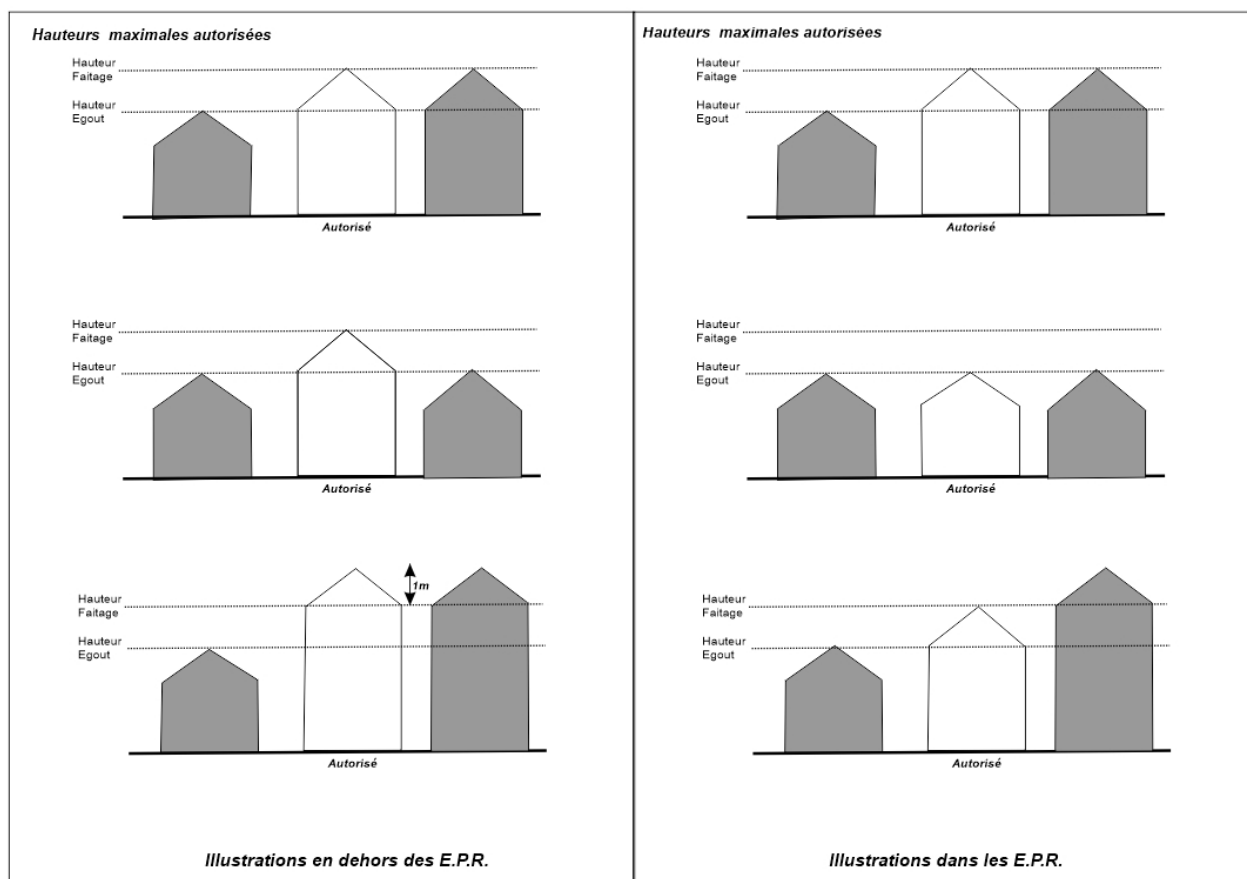 Hauteurs maximales autorisées
Hauteur
Faitage
Hauteur
Egout
Autorisé
Hauteur
Faitage
Hauteur
Egout
Autorisé
1m
Hauteur
Faitage
Hauteur
Egout
Autorisé
Illustrations en dehors des E.P.R.
Hauteurs maximales autorisées
Hauteur
Faitage
Hauteur
Egout
Autorisé
Hauteur
Faitage
Hauteur
Egout
Autorisé
Hauteur
Faitage
Hauteur
Egout
Autorisé
Illustrations dans les E.P.R.